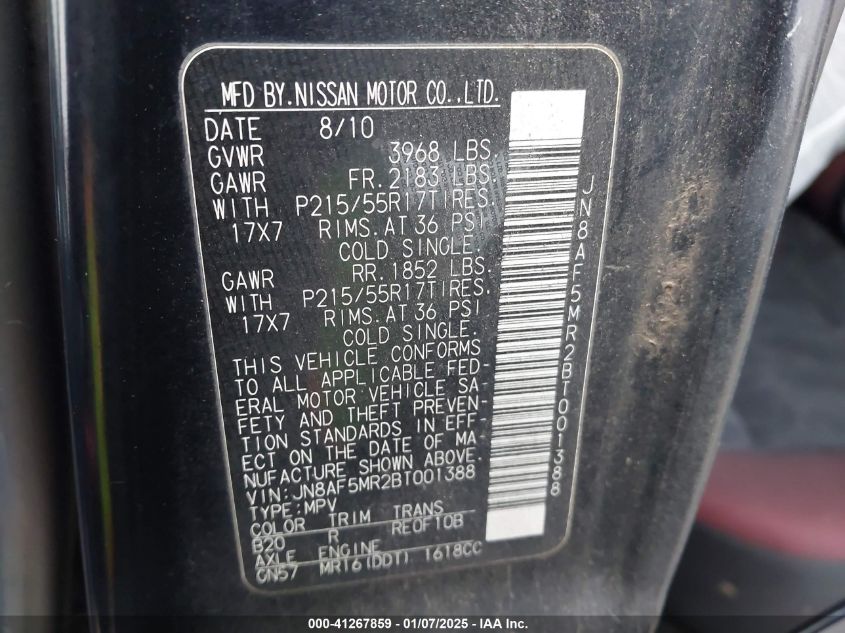 MFD BY.NISSAN MOTOR CO.,LTD.
DATE 8/10
GVWR 3968 LBS
GAWR FR.2183 LBS.
WITH P215/55R17TIRES.
17X7 RIMS.AT 36 PSI
COLD SINGLE.
GAWR RR.1852 LBS.
WITH P215/55R17TIRES.
17X7 RIMS.AT 36 PSI
COLD SINGLE.
THIS VEHICLE CONFORMS
TO ALL APPLICABLE FED-
ERAL MOTOR VEHICLE SA-
FETY AND THEFT PREVEN-
TION STANDARDS IN EFF-
ECT ON THE DATE OF MA-
NUFACTURE SHOWN ABOVE.
VIN:JN8AF5MR2BT001388
TYPE:MPV
COLOR TRIM TRANS
B20 R RE0F10B
AXLE ENGINE
GN57 MR16(DDT) 1618CC
JN8AF5MR2BT001388
000-41267859 - 01/07/2025 - IAA Inc.